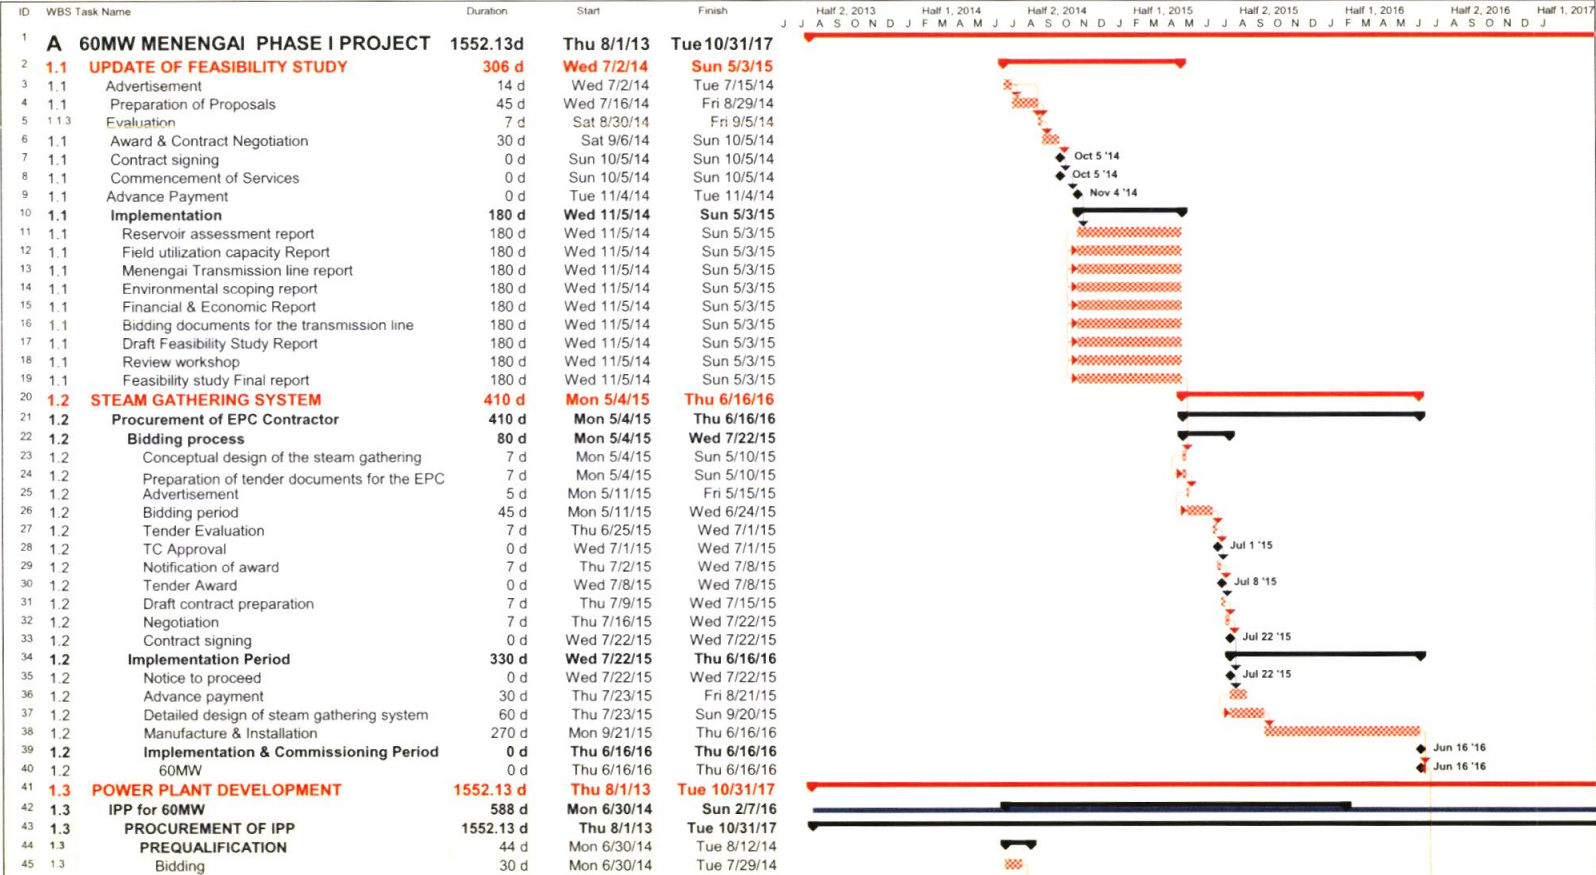 ID WBS Task Name Duration Start Finish Half 2, 2013 Half 1, 2014 Half 2, 2014 Half 1, 2015 Half 2, 2015 Half 1, 2016 Half 2, 2016 Half 1, 2017
J J A S O N D J F M A M J J A S O N D J F M A M J J A S O N D J F M A M J J A S O N D J
1 A 60MW MENENGAI PHASE I PROJECT 1552.13d Thu 8/1/13 Tue 10/31/17
2 1.1 UPDATE OF FEASIBILITY STUDY 306 d Wed 7/2/14 Sun 5/3/15
3 1.1 Advertisement 14 d Wed 7/2/14 Tue 7/15/14
4 1.1 Preparation of Proposals 45 d Wed 7/16/14 Fri 8/29/14
5 1 1 3 Evaluation 7 d Sat 8/30/14 Fri 9/5/14
6 1.1 Award & Contract Negotiation 30 d Sat 9/6/14 Sun 10/5/14
7 1.1 Contract signing 0 d Sun 10/5/14 Sun 10/5/14 Oct 5 '14
8 1.1 Commencement of Services 0 d Sun 10/5/14 Sun 10/5/14 Oct 5 '14
9 1.1 Advance Payment 0 d Tue 11/4/14 Tue 11/4/14 Nov 4 '14
10 1.1 Implementation 180 d Wed 11/5/14 Sun 5/3/15
11 1.1 Reservoir assessment report 180 d Wed 11/5/14 Sun 5/3/15
12 1.1 Field utilization capacity Report 180 d Wed 11/5/14 Sun 5/3/15
13 1.1 Menengai Transmission line report 180 d Wed 11/5/14 Sun 5/3/15
14 1.1 Environmental scoping report 180 d Wed 11/5/14 Sun 5/3/15
15 1.1 Financial & Economic Report 180 d Wed 11/5/14 Sun 5/3/15
16 1.1 Bidding documents for the transmission line 180 d Wed 11/5/14 Sun 5/3/15
17 1.1 Draft Feasibility Study Report 180 d Wed 11/5/14 Sun 5/3/15
18 1.1 Review workshop 180 d Wed 11/5/14 Sun 5/3/15
19 1.1 Feasibility study Final report 180 d Wed 11/5/14 Sun 5/3/15
20 1.2 STEAM GATHERING SYSTEM 410 d Mon 5/4/15 Thu 6/16/16
21 1.2 Procurement of EPC Contractor 410 d Mon 5/4/15 Thu 6/16/16
22 1.2 Bidding process 80 d Mon 5/4/15 Wed 7/22/15
23 1.2 Conceptual design of the steam gathering 7 d Mon 5/4/15 Sun 5/10/15
24 1.2 Preparation of tender documents for the EPC 7 d Mon 5/4/15 Sun 5/10/15
25 1.2 Advertisement 5 d Mon 5/11/15 Fri 5/15/15
26 1.2 Bidding period 45 d Mon 5/11/15 Wed 6/24/15
27 1.2 Tender Evaluation 7 d Thu 6/25/15 Wed 7/1/15
28 1.2 TC Approval 0 d Wed 7/1/15 Wed 7/1/15 Jul 1 '15
29 1.2 Notification of award 7 d Thu 7/2/15 Wed 7/8/15
30 1.2 Tender Award 0 d Wed 7/8/15 Wed 7/8/15 Jul 8 '15
31 1.2 Draft contract preparation 7 d Thu 7/9/15 Wed 7/15/15
32 1.2 Negotiation 7 d Thu 7/16/15 Wed 7/22/15
33 1.2 Contract signing 0 d Wed 7/22/15 Wed 7/22/15 Jul 22 '15
34 1.2 Implementation Period 330 d Wed 7/22/15 Thu 6/16/16
35 1.2 Notice to proceed 0 d Wed 7/22/15 Wed 7/22/15 Jul 22 '15
36 1.2 Advance payment 30 d Thu 7/23/15 Fri 8/21/15
37 1.2 Detailed design of steam gathering system 60 d Thu 7/23/15 Sun 9/20/15
38 1.2 Manufacture & Installation 270 d Mon 9/21/15 Thu 6/16/16
39 1.2 Implementation & Commissioning Period 0 d Thu 6/16/16 Thu 6/16/16 Jun 16 '16
40 1.2 60MW 0 d Thu 6/16/16 Thu 6/16/16 Jun 16 '16
41 1.3 POWER PLANT DEVELOPMENT 1552.13 d Thu 8/1/13 Tue 10/31/17
42 1.3 IPP for 60MW 588 d Mon 6/30/14 Sun 2/7/16
43 1.3 PROCUREMENT OF IPP 1552.13 d Thu 8/1/13 Tue 10/31/17
44 1.3 PREQUALIFICATION 44 d Mon 6/30/14 Tue 8/12/14
45 1.3 Bidding 30 d Mon 6/30/14 Tue 7/29/14